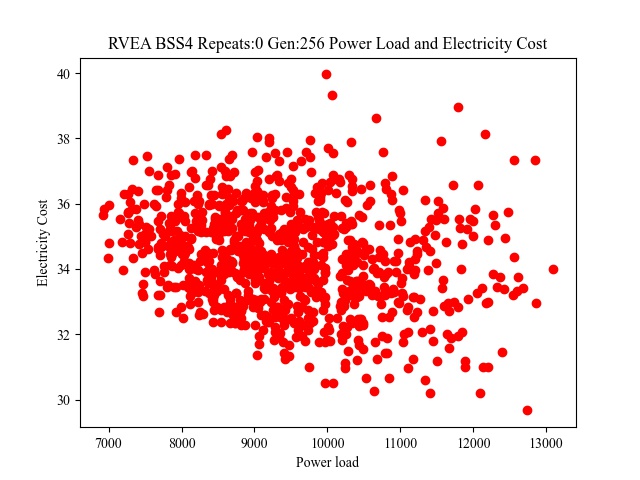 RVEA BSS4 Repeats:0 Gen:256 Power Load and Electricity Cost
40
38
36
34
32
30
Electricity Cost
7000 8000 9000 10000 11000 12000 13000
Power load